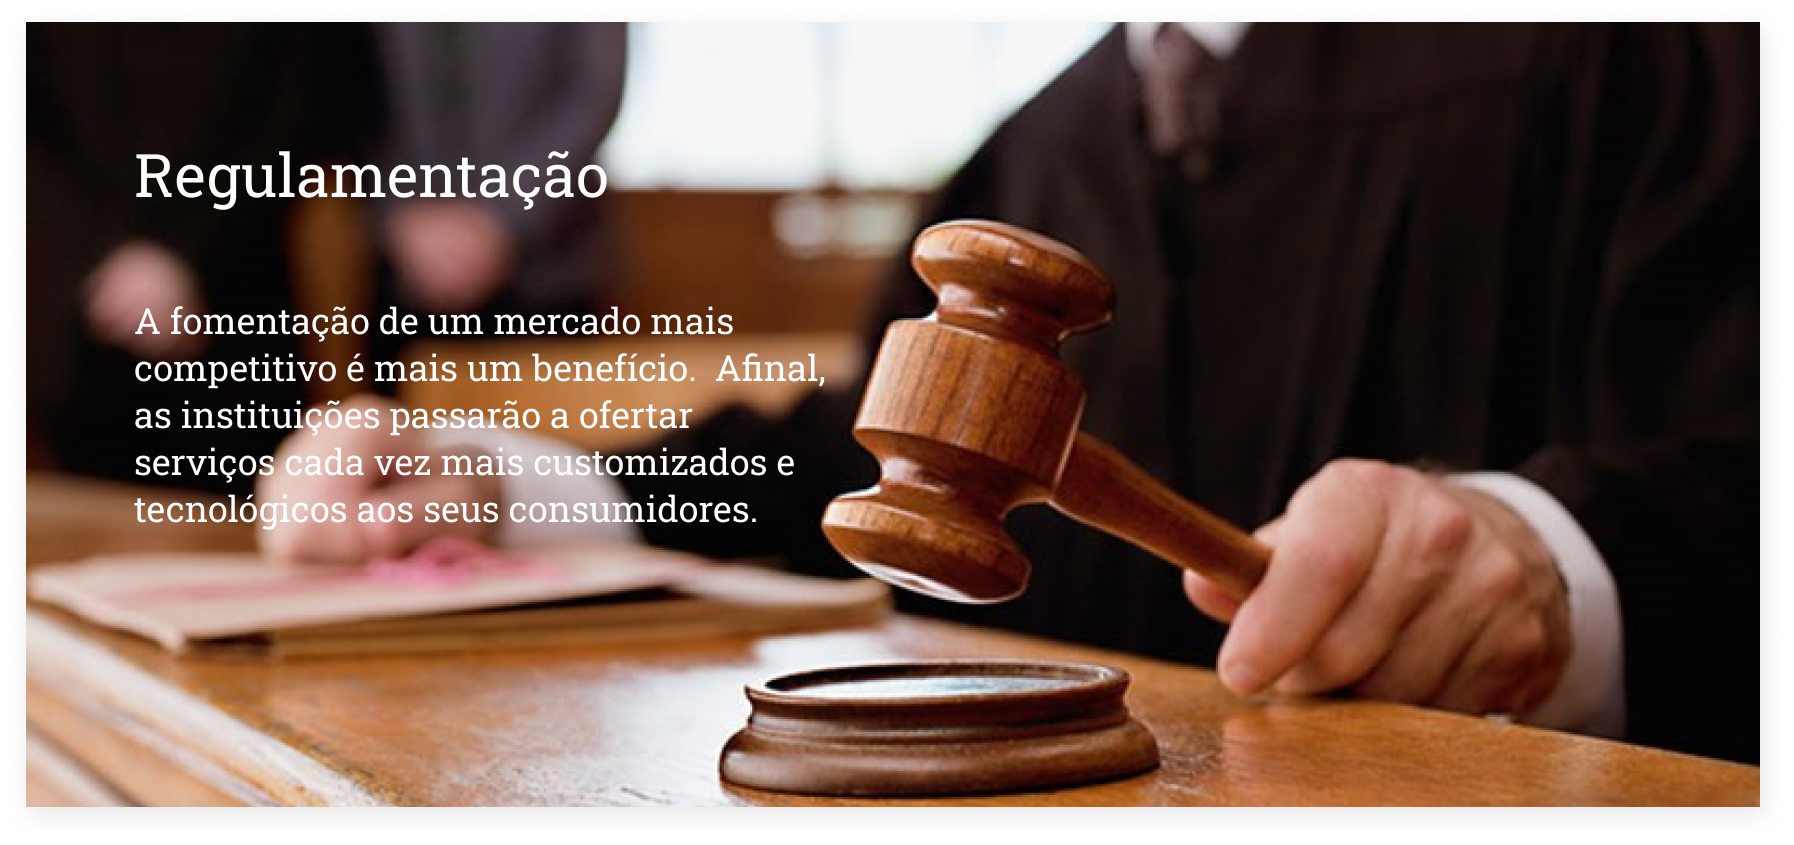 Regulamentação
A fomentação de um mercado mais
competitivo é mais um benefício.  Afinal,
as instituições passarão a ofertar
serviços cada vez mais customizados e
tecnológicos aos seus consumidores.